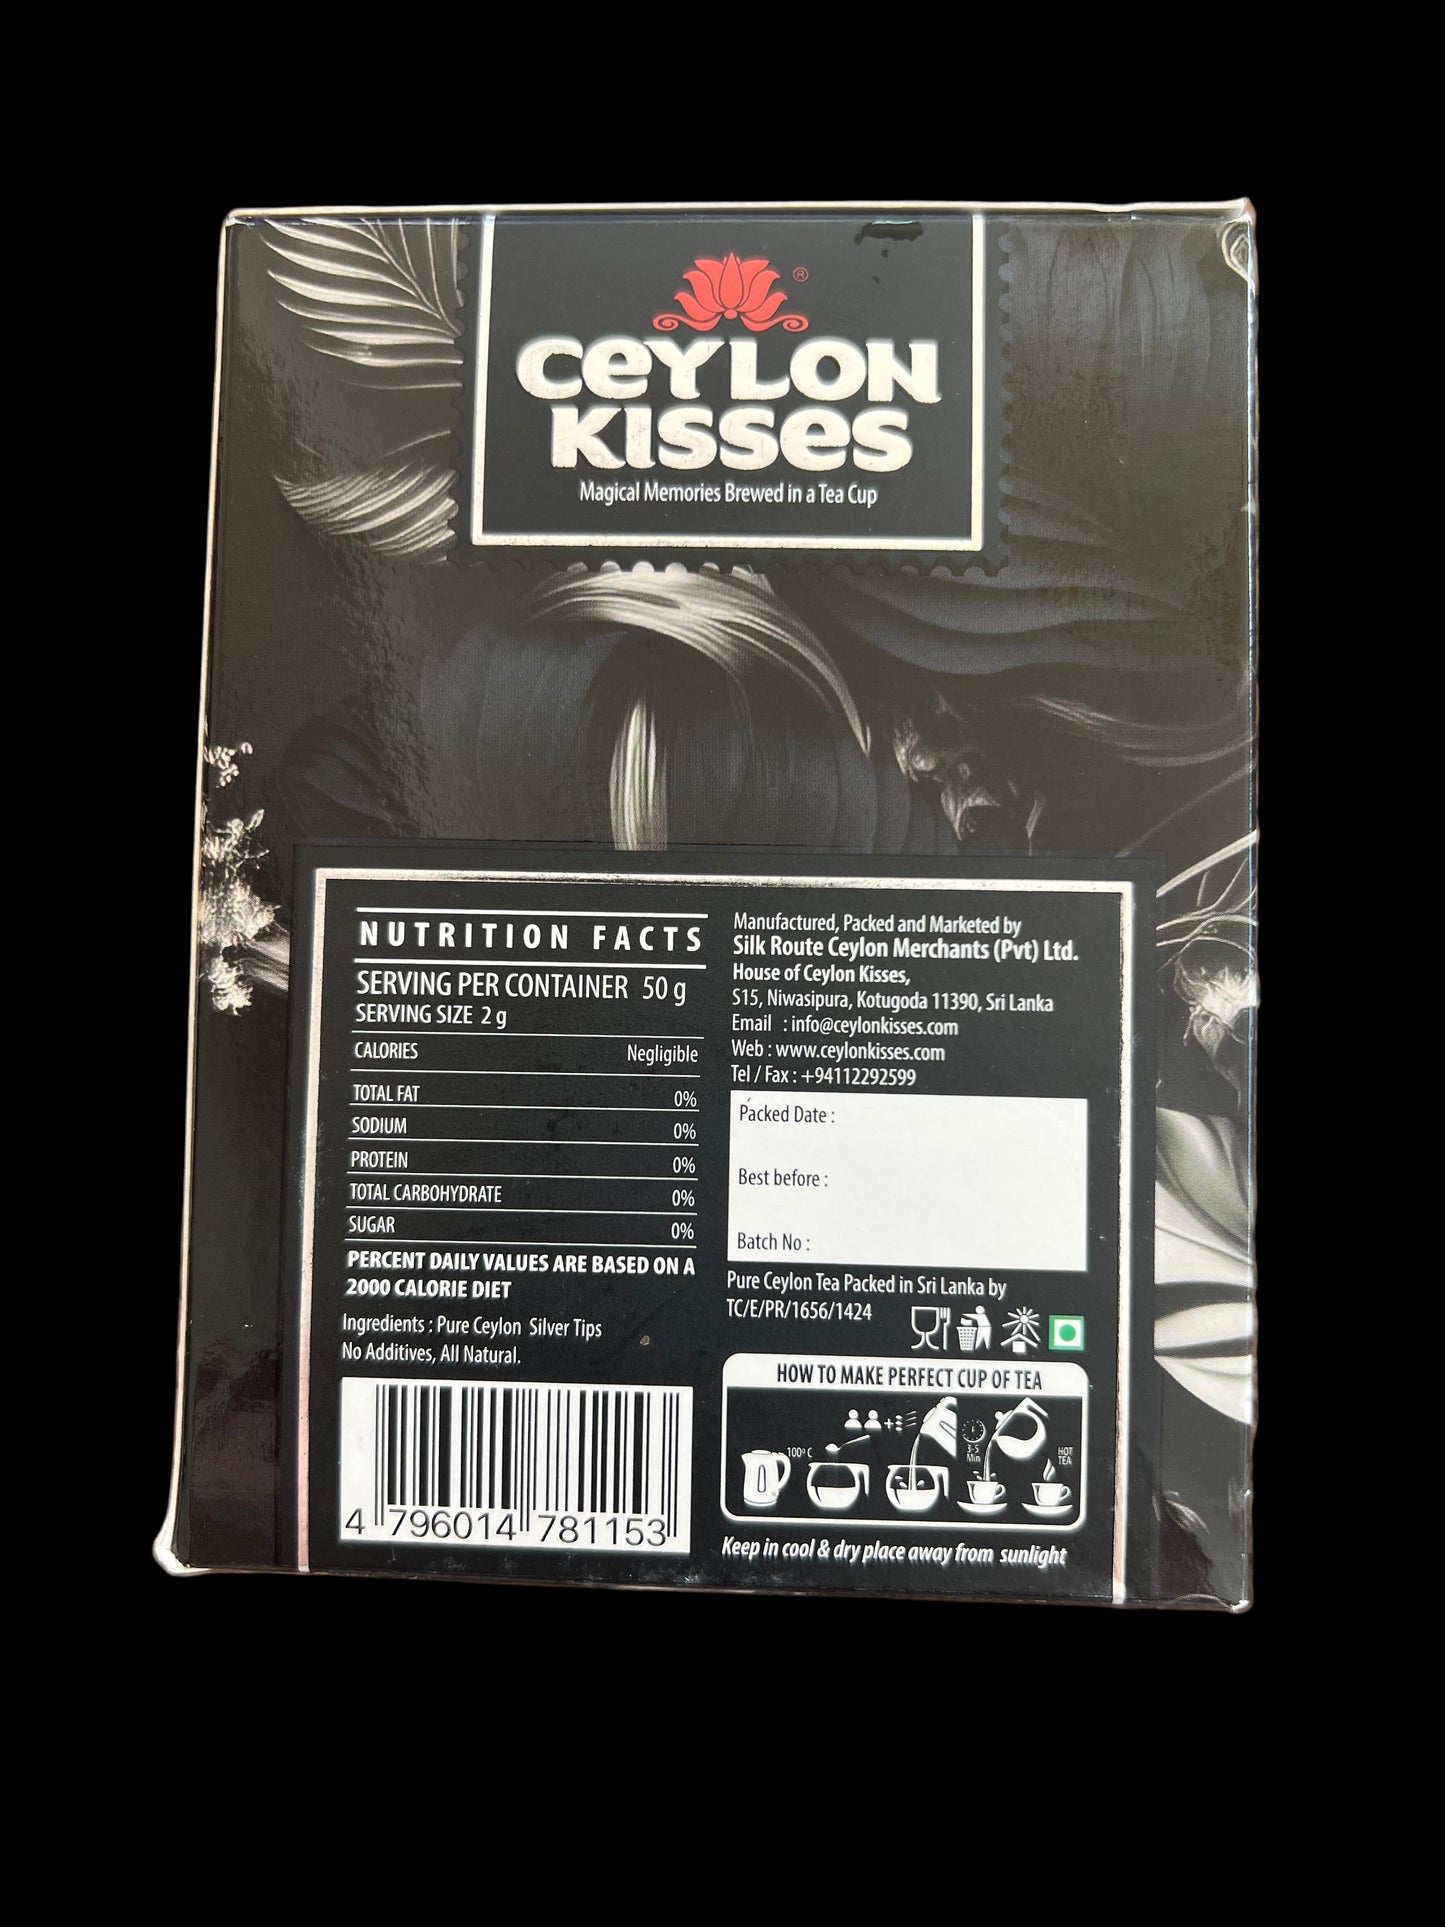 ®
CEYLON
KISSES
Magical Memories Brewed in a Tea Cup
NUTRITION FACTS
SERVING PER CONTAINER 50 g
SERVING SIZE 2 g
CALORIES Negligible
TOTAL FAT 0%
SODIUM 0%
PROTEIN 0%
TOTAL CARBOHYDRATE 0%
SUGAR 0%
PERCENT DAILY VALUES ARE BASED ON A
2000 CALORIE DIET
Ingredients : Pure Ceylon Silver Tips
No Additives, All Natural.
4 796014 781153
Manufactured, Packed and Marketed by
Silk Route Ceylon Merchants (Pvt) Ltd.
House of Ceylon Kisses,
S15, Niwasipura, Kotugoda 11390, Sri Lanka
Email : info@ceylonkisses.com
Web : www.ceylonkisses.com
Tel / Fax : +94112292599
Packed Date :
Best before :
Batch No :
Pure Ceylon Tea Packed in Sri Lanka by
TC/E/PR/1656/1424
HOW TO MAKE PERFECT CUP OF TEA
100º C
3-5
Min
HOT
TEA
Keep in cool & dry place away from sunlight